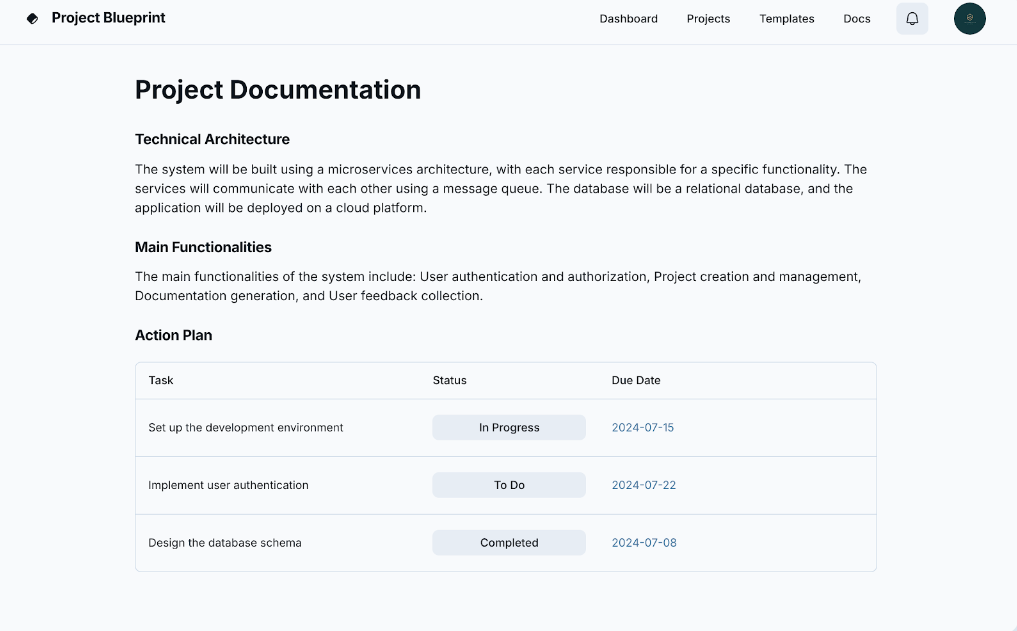 Project Blueprint
Dashboard
Projects
Templates
Docs
Project Documentation
Technical Architecture
The system will be built using a microservices architecture, with each service responsible for a specific functionality. The
services will communicate with each other using a message queue. The database will be a relational database, and the
application will be deployed on a cloud platform.
Main Functionalities
The main functionalities of the system include: User authentication and authorization, Project creation and management,
Documentation generation, and User feedback collection.
Action Plan
Task Status Due Date
Set up the development environment In Progress 2024-07-15
Implement user authentication To Do 2024-07-22
Design the database schema Completed 2024-07-08